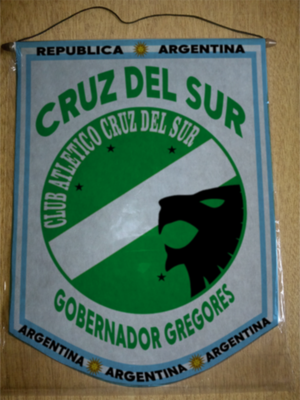 REPUBLICA ARGENTINA
CRUZ DEL SUR
CLUB ATLETICO CRUZ DEL SUR
GOBERNADOR GREGORES
ARGENTINA ARGENTINA ARGENTINA